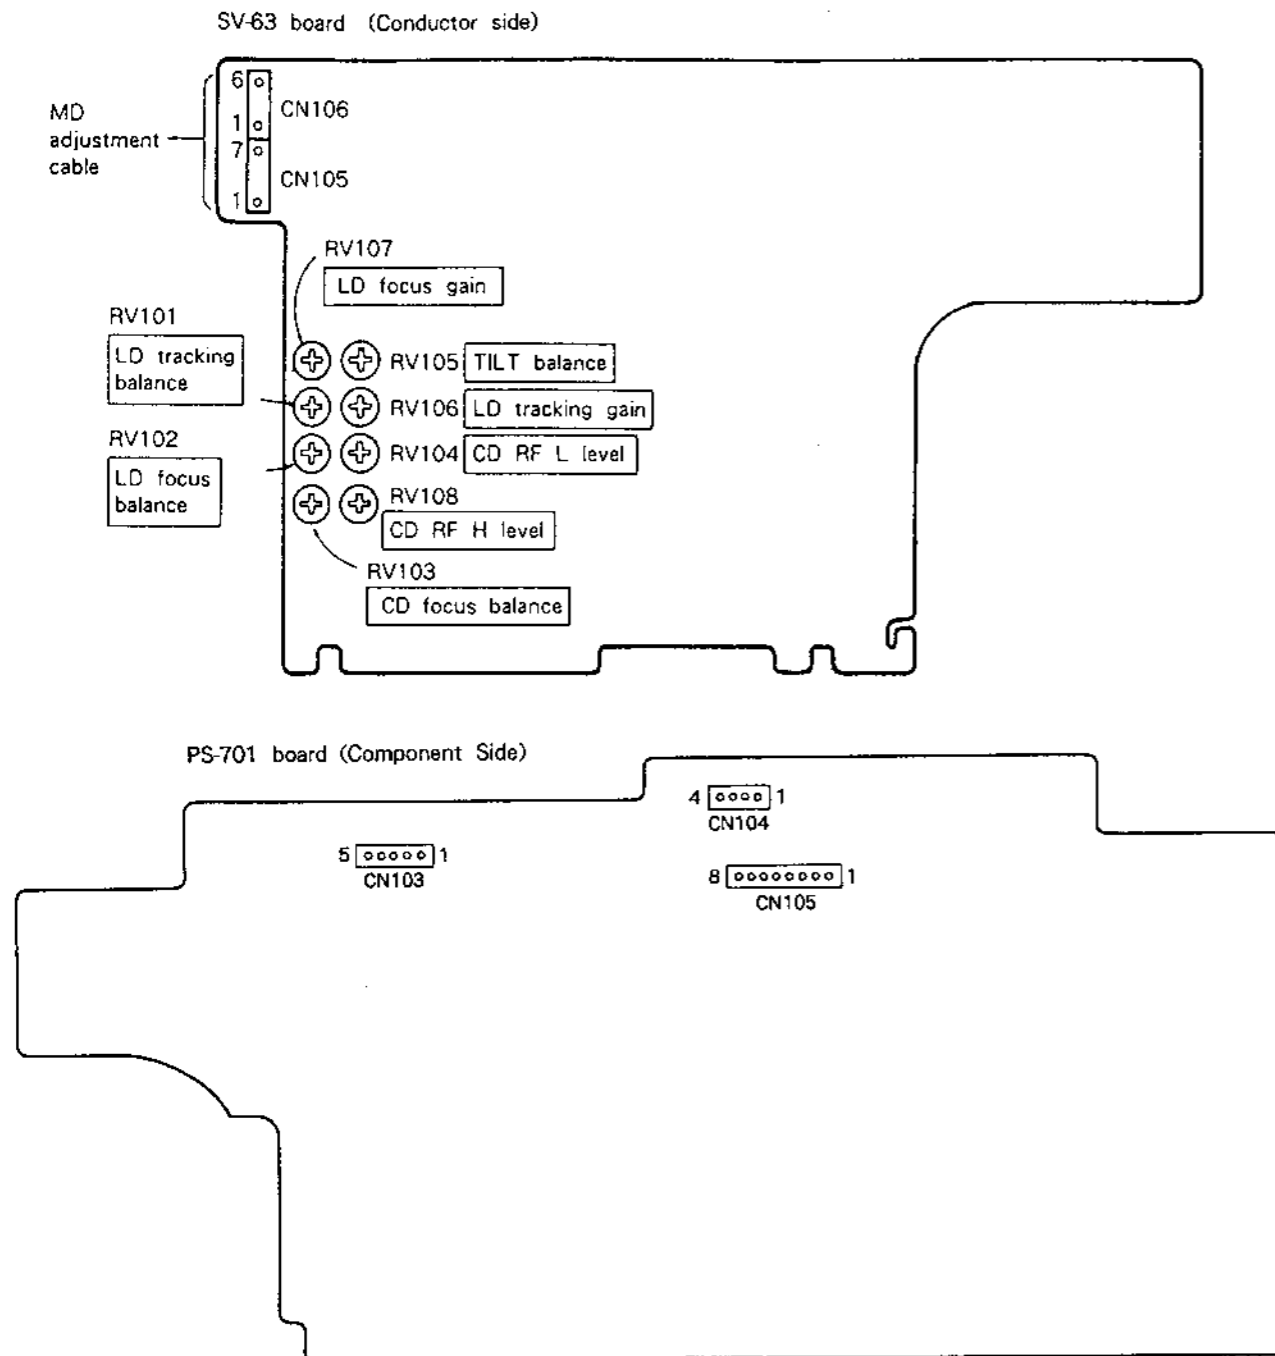 SV-63 board (Conductor side)
MD
adjustment
cable
6
1
CN106
7
1
CN105
RV107
LD focus gain
RV101
LD tracking
balance
RV105 TILT balance
RV106 LD tracking gain
RV102
LD focus
balance
RV104 CD RF L level
RV108
CD RF H level
RV103
CD focus balance
PS-701 board (Component Side)
4 1
CN104
5 1
CN103
8 1
CN105